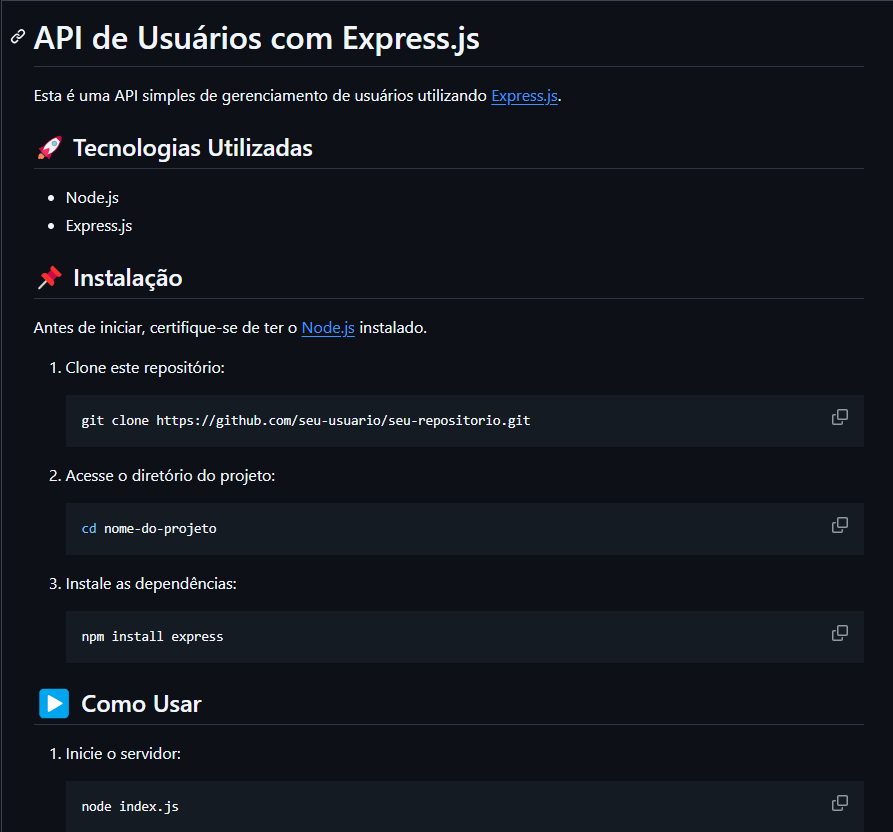 API de Usuários com Express.js
Esta é uma API simples de gerenciamento de usuários utilizando Express.js.
🚀 Tecnologias Utilizadas
• Node.js
• Express.js
📌 Instalação
Antes de iniciar, certifique-se de ter o Node.js instalado.
1. Clone este repositório:
git clone https://github.com/seu-usuario/seu-repositorio.git
2. Acesse o diretório do projeto:
cd nome-do-projeto
3. Instale as dependências:
npm install express
▶️ Como Usar
1. Inicie o servidor:
node index.js